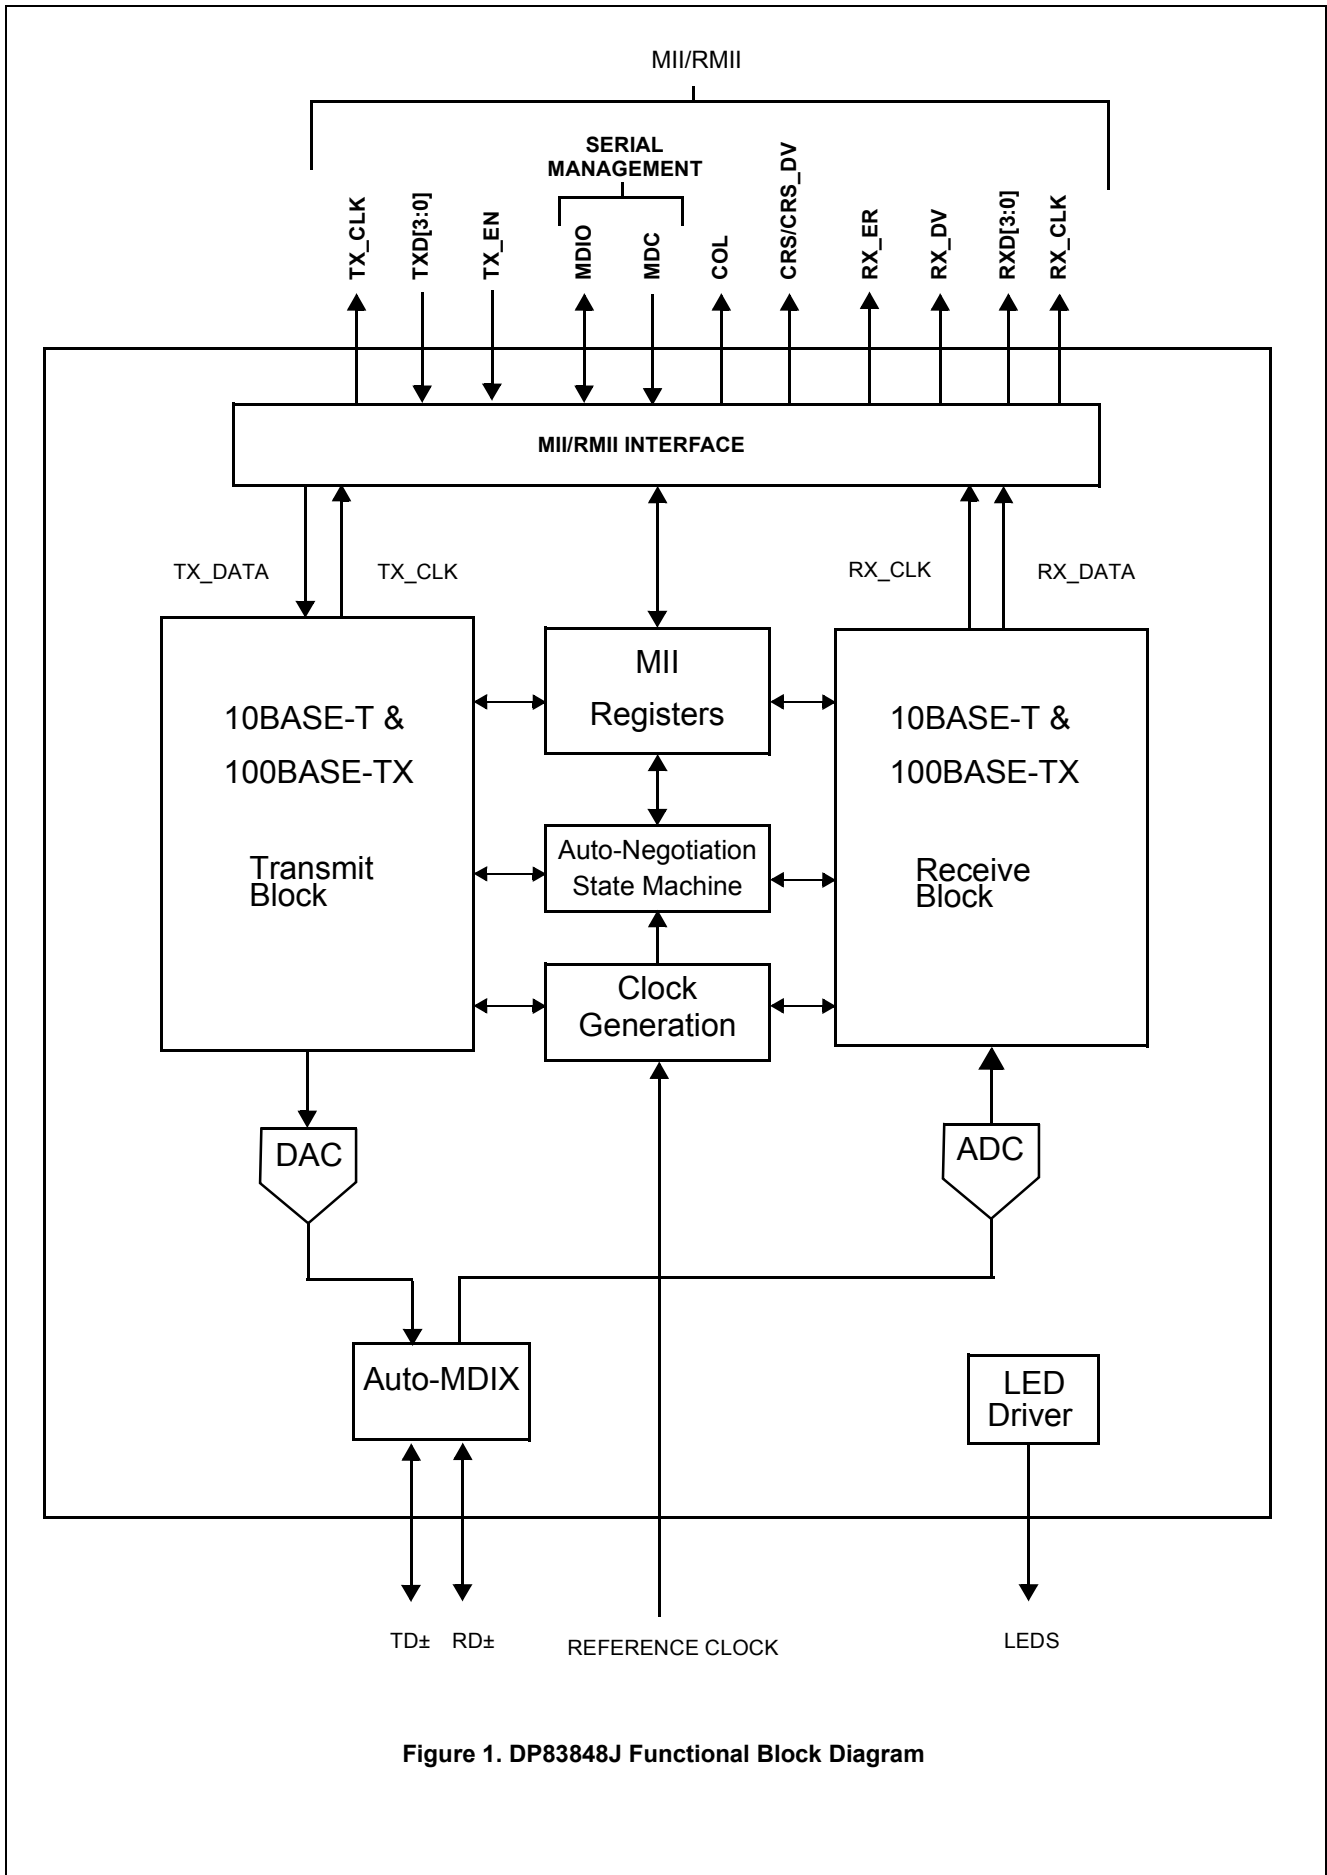 MII/RMII
SERIAL
MANAGEMENT
TX_CLK
TXD[3:0]
TX_EN
MDIO
MDC
COL
CRS/CRS_DV
RX_ER
RX_DV
RXD[3:0]
RX_CLK
MII/RMII INTERFACE
TX_DATA
TX_CLK
RX_CLK
RX_DATA
10BASE-T &
100BASE-TX
Transmit
Block
MII
Registers
Auto-Negotiation
State Machine
Clock
Generation
10BASE-T &
100BASE-TX
Receive
Block
DAC
ADC
Auto-MDIX
LED
Driver
TD±
RD±
REFERENCE CLOCK
LEDS
Figure 1. DP83848J Functional Block Diagram